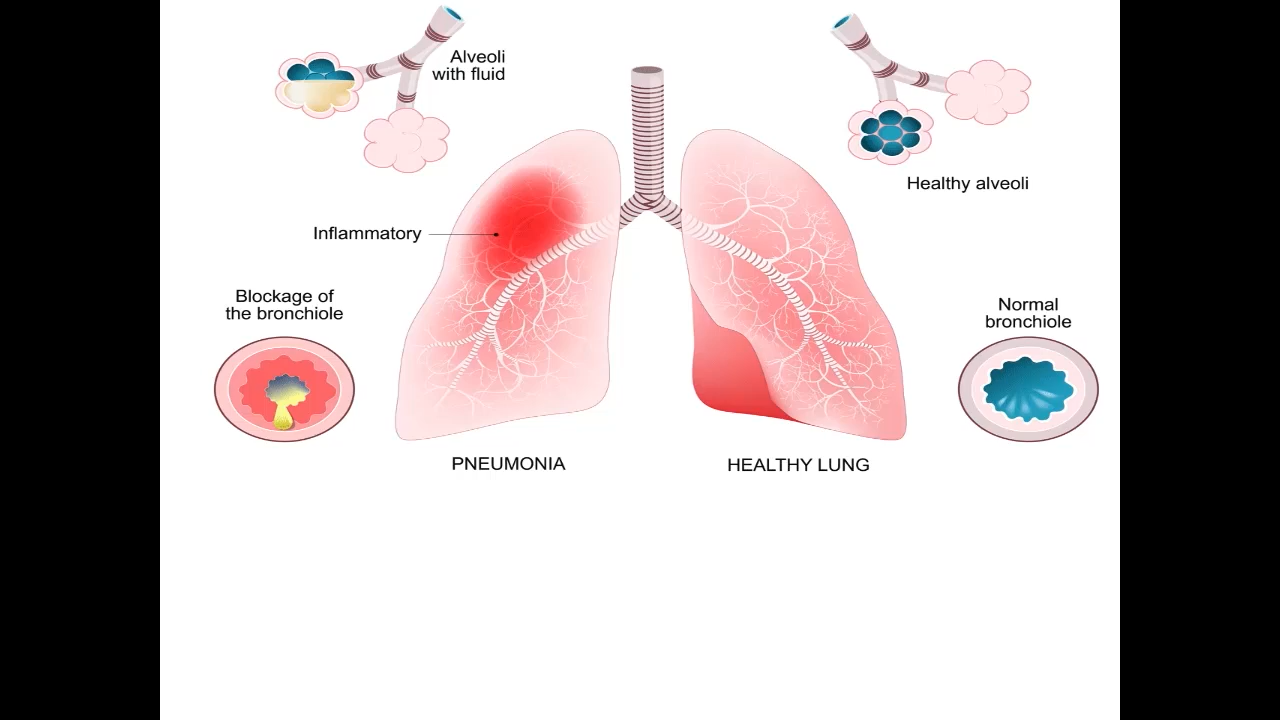 Alveoli
with fluid
Healthy alveoli
Inflammatory
Blockage of
the bronchiole
Normal
bronchiole
PNEUMONIA
HEALTHY LUNG